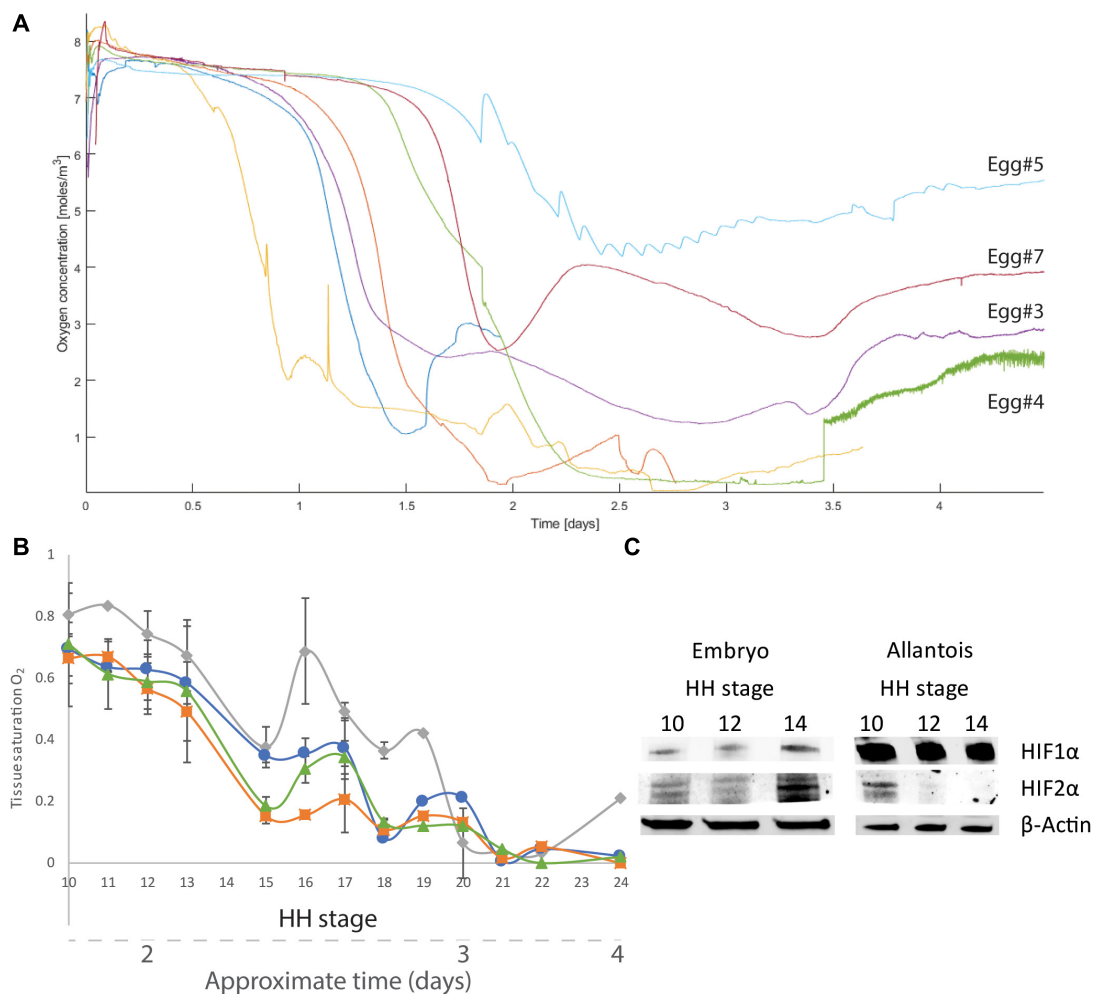 A
8
7
6
5
4
3
2
1
Oxygen concentration [moles/m³]
0
0.5
1
1.5
2
2.5
3
3.5
4
Time [days]
Egg#5
Egg#7
Egg#3
Egg#4
B
1
0.8
0.6
0.4
0.2
0
Tissue saturation O₂
10 11 12 13 14 15 16 17 18 19 20 21 22 23 24
HH stage
2 3 4
Approximate time (days)
C
Embryo Allantois
HH stage HH stage
10 12 14 10 12 14
HIF1α
HIF2α
β-Actin